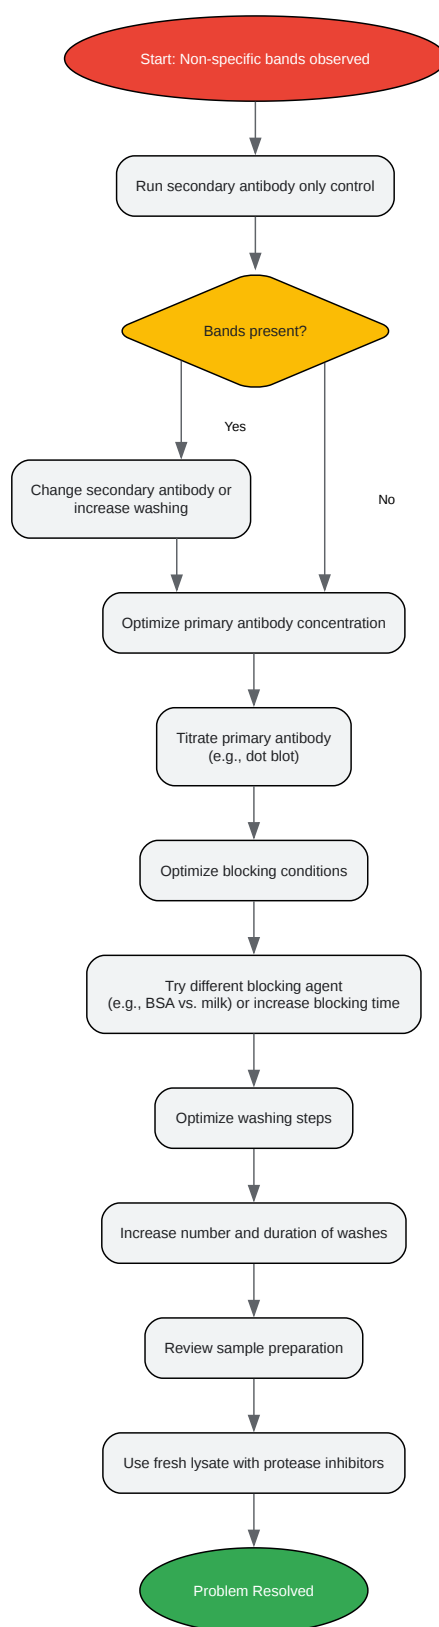 Start: Non-specific bands observed
Run secondary antibody only control
Bands present?
Yes
Change secondary antibody or
increase washing
No
Optimize primary antibody concentration
Titrate primary antibody
(e.g., dot blot)
Optimize blocking conditions
Try different blocking agent
(e.g., BSA vs. milk) or increase blocking time
Optimize washing steps
Increase number and duration of washes
Review sample preparation
Use fresh lysate with protease inhibitors
Problem Resolved